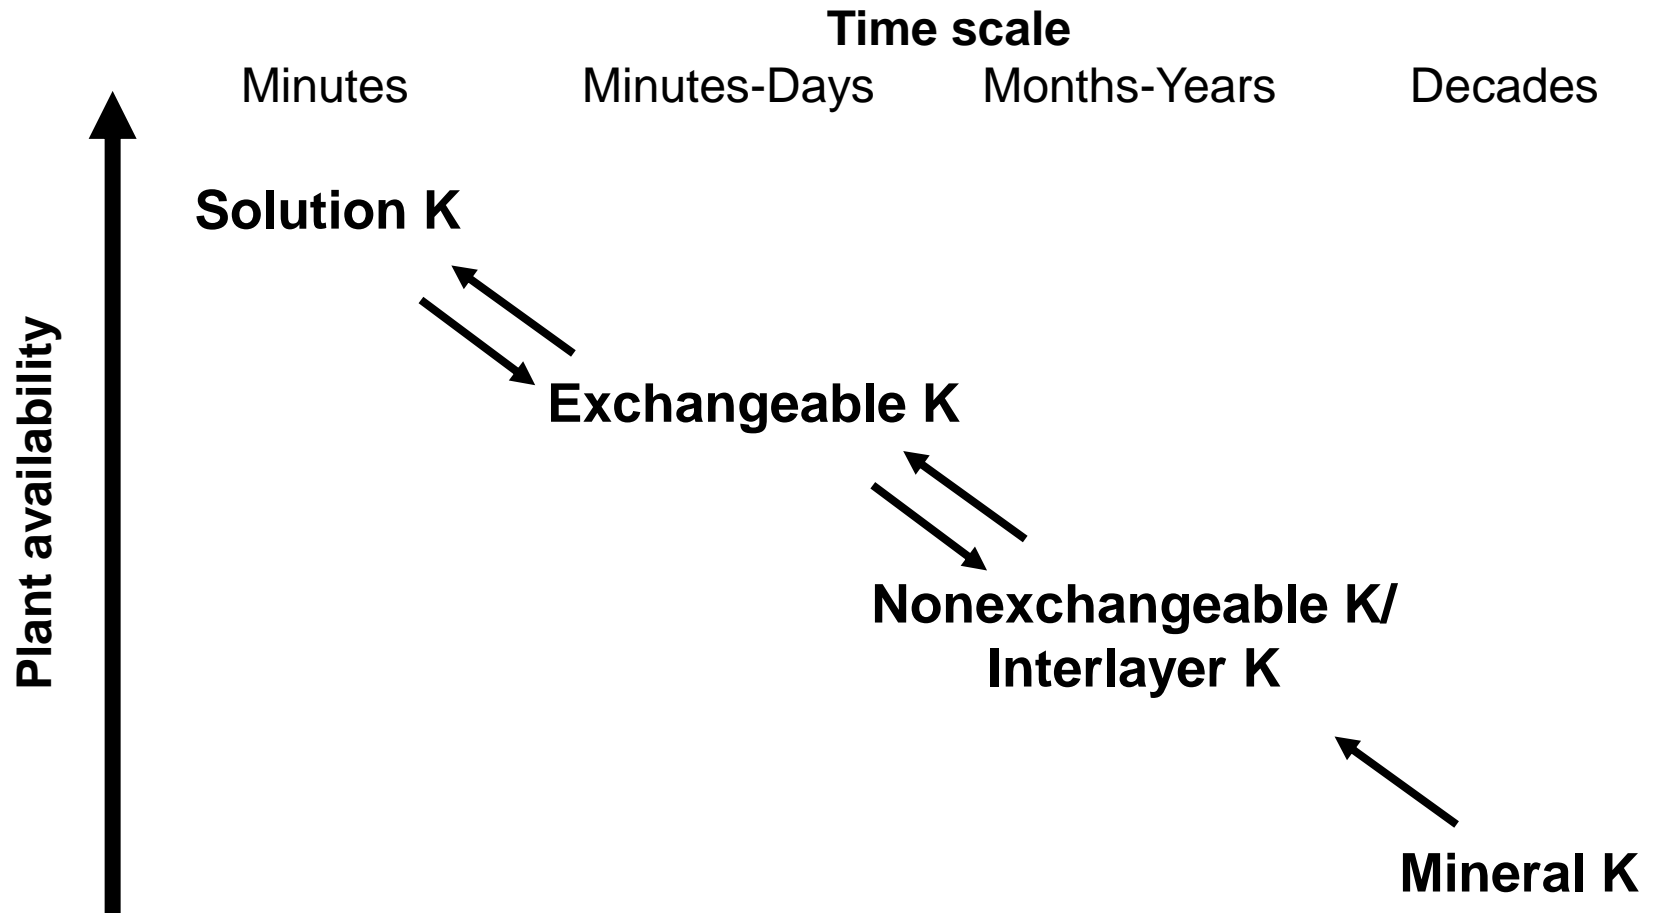 Time scale
Minutes Minutes-Days Months-Years Decades
Plant availability
Solution K
Exchangeable K
Nonexchangeable K/
Interlayer K
Mineral K